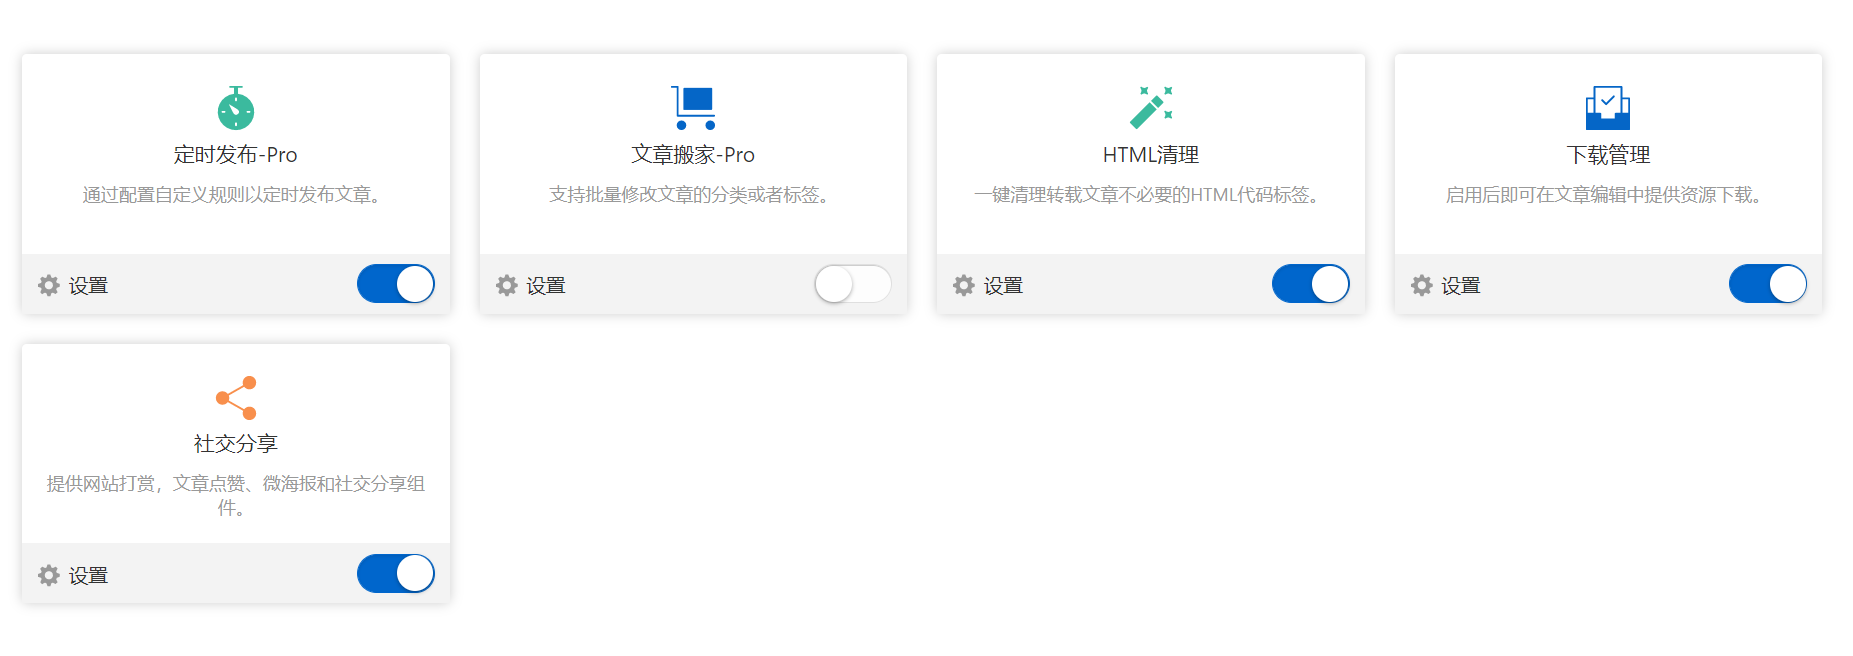 定时发布-Pro
通过配置自定义规则以定时发布文章。
设置
文章搬家-Pro
支持批量修改文章的分类或者标签。
设置
HTML清理
一键清理转载文章不必要的HTML代码标签。
设置
下载管理
启用后即可在文章编辑中提供资源下载。
设置
社交分享
提供网站打赏，文章点赞、微海报和社交分享组
件。
设置